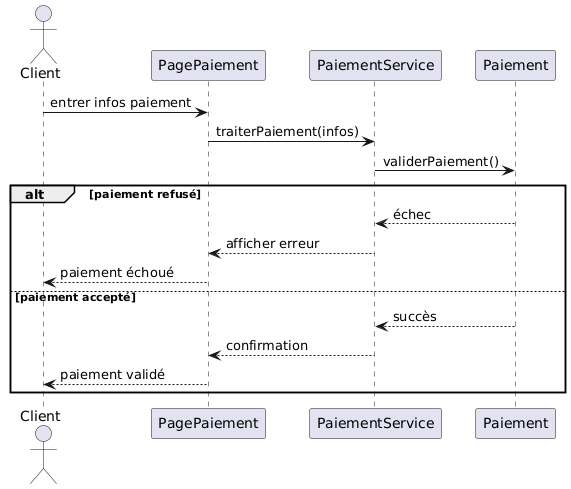 Client
PagePaiement
PaiementService
Paiement
entrer infos paiement
traiterPaiement(infos)
validerPaiement()
alt
[paiement refusé]
échec
afficher erreur
paiement échoué
[paiement accepté]
succès
confirmation
paiement validé
Client
PagePaiement
PaiementService
Paiement